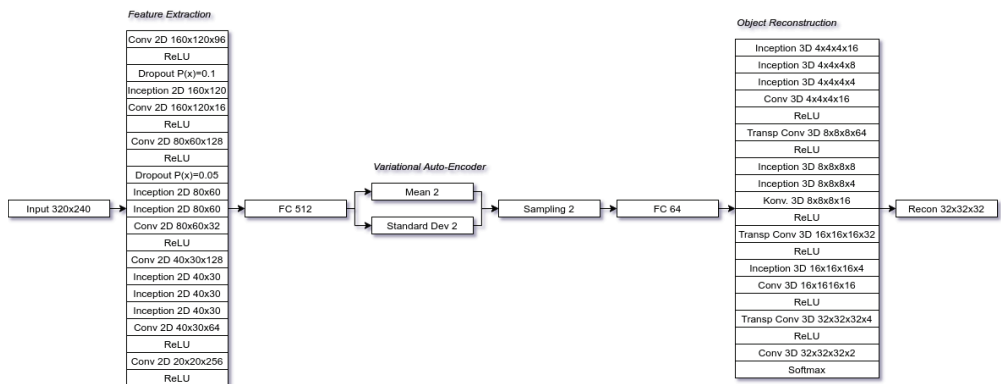 Feature Extraction
Conv 2D 160x120x96
ReLU
Dropout P(x)=0.1
Inception 2D 160x120
Conv 2D 160x120x16
ReLU
Conv 2D 80x60x128
ReLU
Dropout P(x)=0.05
Inception 2D 80x60
Inception 2D 80x60
Conv 2D 80x60x32
ReLU
Conv 2D 40x30x128
Inception 2D 40x30
Inception 2D 40x30
Inception 2D 40x30
Conv 2D 40x30x64
ReLU
Conv 2D 20x20x256
ReLU
Input 320x240
FC 512
Variational Auto-Encoder
Mean 2
Standard Dev 2
Sampling 2
FC 64
Object Reconstruction
Inception 3D 4x4x4x16
Inception 3D 4x4x4x8
Inception 3D 4x4x4x4
Conv 3D 4x4x4x16
ReLU
Transp Conv 3D 8x8x8x64
ReLU
Inception 3D 8x8x8x8
Inception 3D 8x8x8x4
Konv. 3D 8x8x8x16
ReLU
Transp Conv 3D 16x16x16x32
ReLU
Inception 3D 16x16x16x4
Conv 3D 16x1616x16
ReLU
Transp Conv 3D 32x32x32x4
ReLU
Conv 3D 32x32x32x2
Softmax
Recon 32x32x32